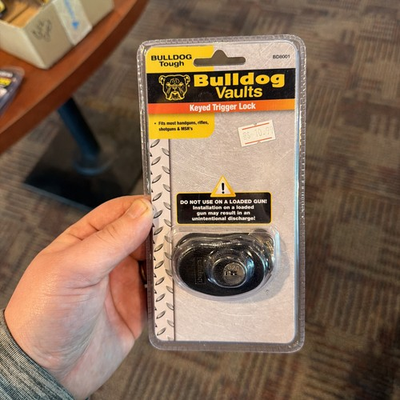 BULLDOG
Tough
BD8001
Bulldog
Vaults
Keyed Trigger Lock
• Fits most handguns, rifles,
shotguns & MSR's
DO NOT USE ON A LOADED GUN!
Installation on a loaded
gun may result in an
unintentional discharge!